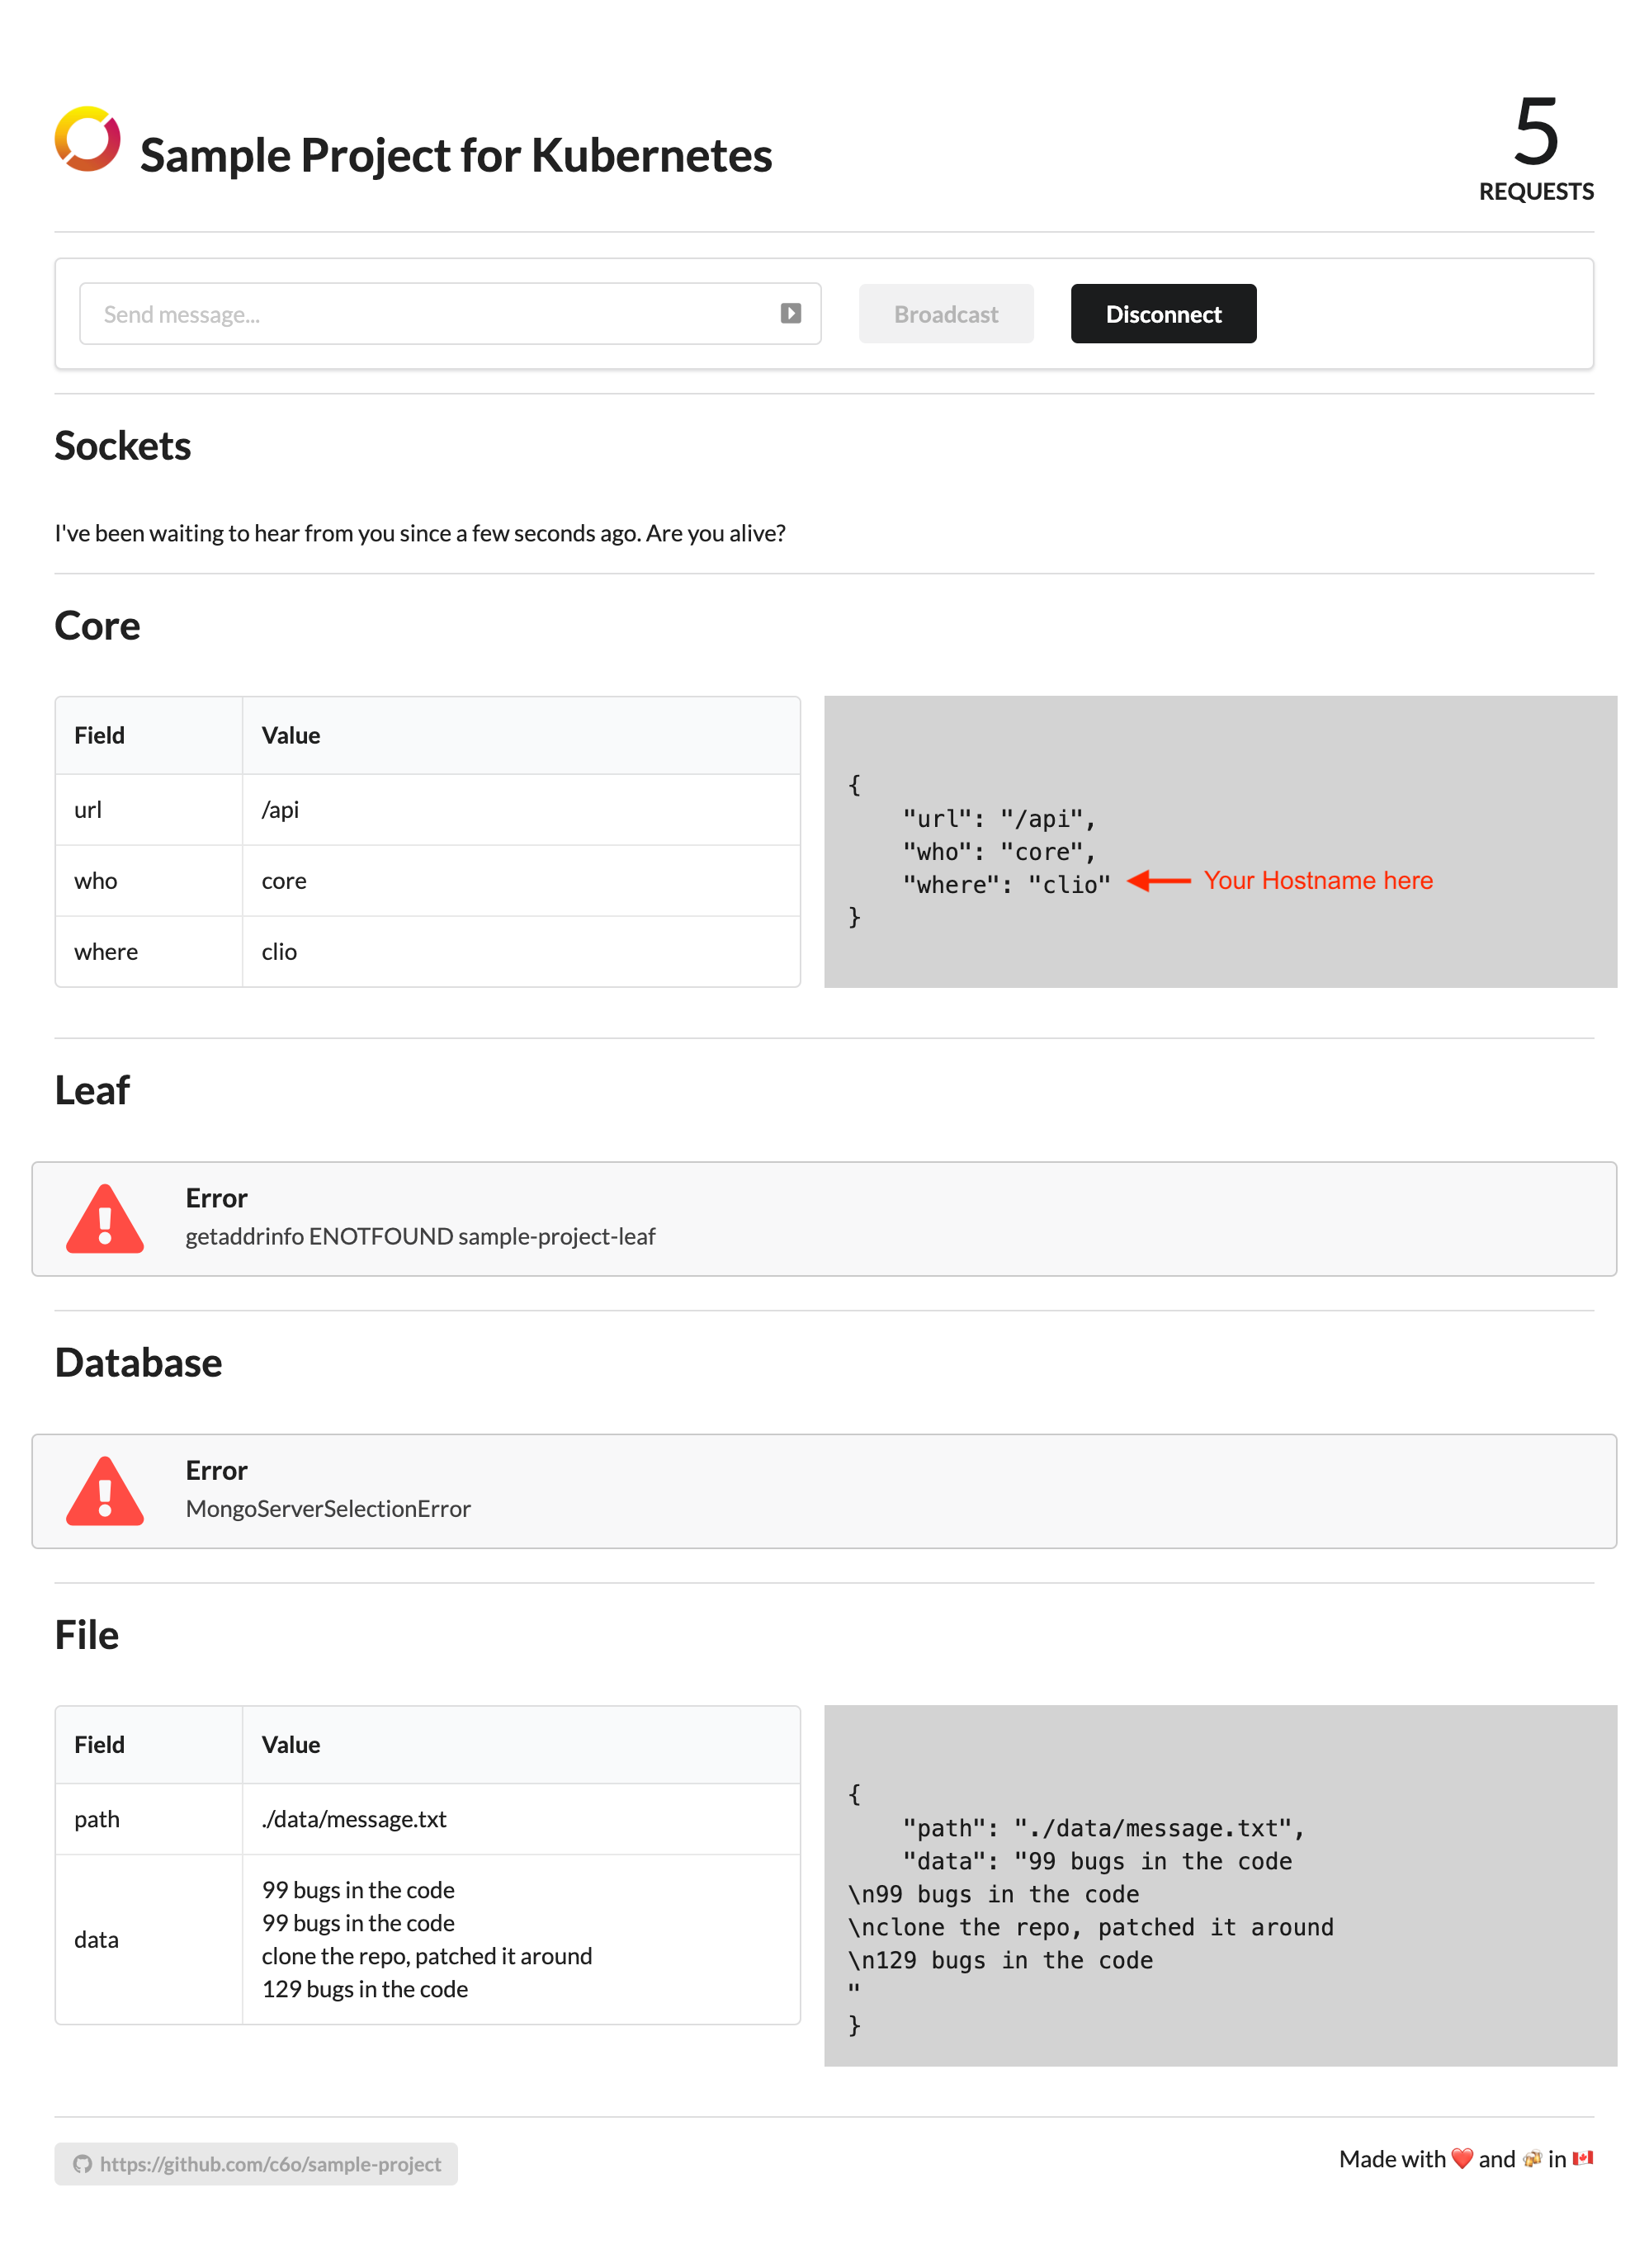 Sample Project for Kubernetes
5
REQUESTS
Send message...
Broadcast
Disconnect
Sockets
I've been waiting to hear from you since a few seconds ago. Are you alive?
Core
Field Value
url /api
who core
where clio
{
"url": "/api",
"who": "core",
"where": "clio" Your Hostname here
}
Leaf
Error
getaddrinfo ENOTFOUND sample-project-leaf
Database
Error
MongoServerSelectionError
File
Field Value
path ./data/message.txt
data
99 bugs in the code
99 bugs in the code
clone the repo, patched it around
129 bugs in the code
{
"path": "./data/message.txt",
"data": "99 bugs in the code
\n99 bugs in the code
\nclone the repo, patched it around
\n129 bugs in the code
"
}
https://github.com/c6o/sample-project
Made with ❤️ and 🍻 in 🇨🇦